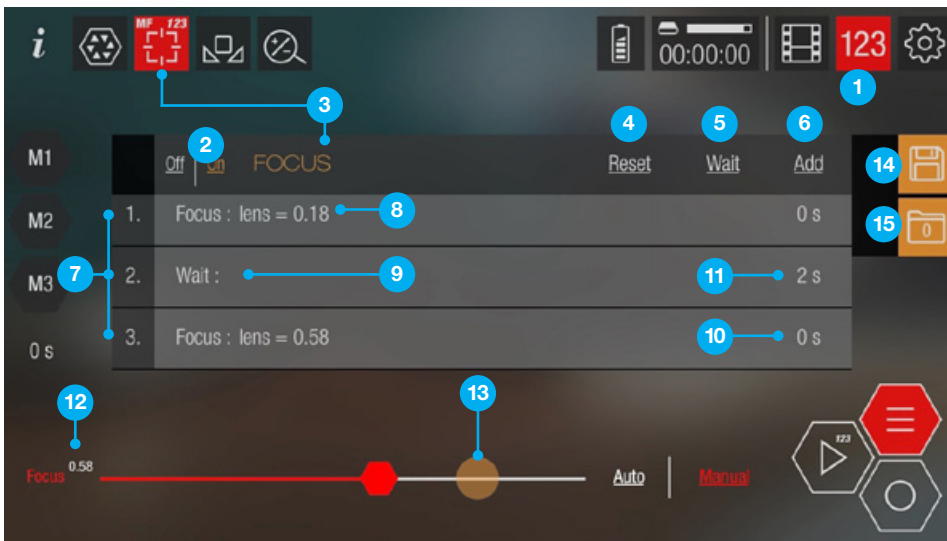 i MF 123 00:00:00 123
1
3
2 4 5 6
M1 Off On FOCUS Reset Wait Add 14
M2 1. Focus : lens = 0.18 8 0 s 15 0
7 M3 2. Wait : 9 11 2 s
0 s 3. Focus : lens = 0.58 10 0 s
12 13
Focus 0.58 Auto Manual 123